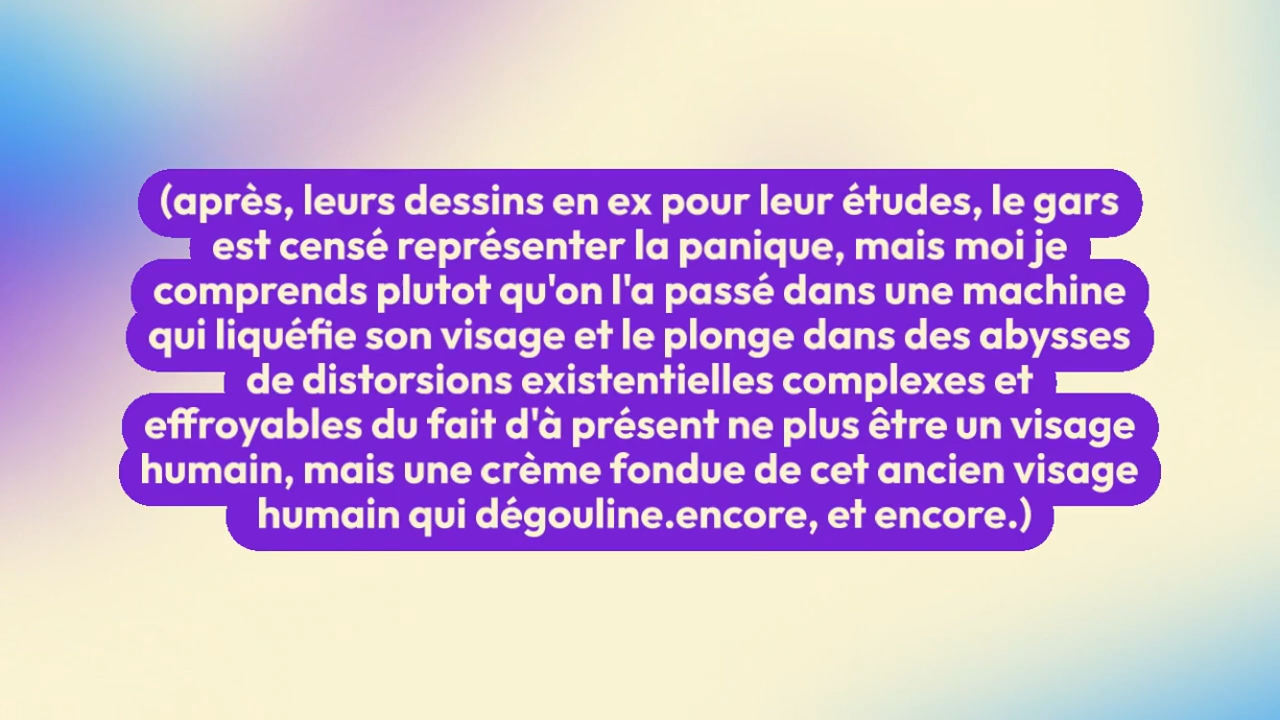 (après, leurs dessins en ex pour leur études, le gars
est censé représenter la panique, mais moi je
comprends plutot qu'on l'a passé dans une machine
qui liquéfie son visage et le plonge dans des abysses
de distorsions existentielles complexes et
effroyables du fait d'à présent ne plus être un visage
humain, mais une crème fondue de cet ancien visage
humain qui dégouline.encore, et encore.)